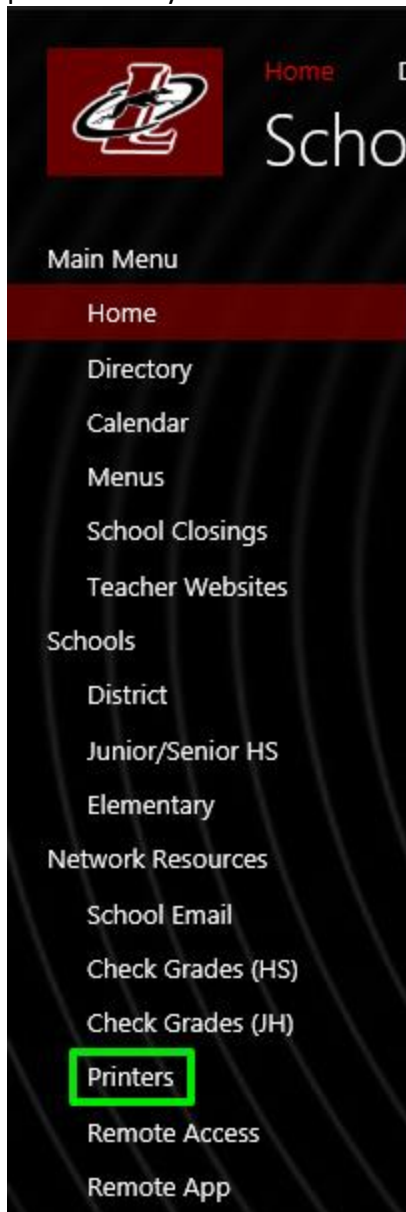 Home
Scho
Main Menu
Home
Directory
Calendar
Menus
School Closings
Teacher Websites
Schools
District
Junior/Senior HS
Elementary
Network Resources
School Email
Check Grades (HS)
Check Grades (JH)
Printers
Remote Access
Remote App